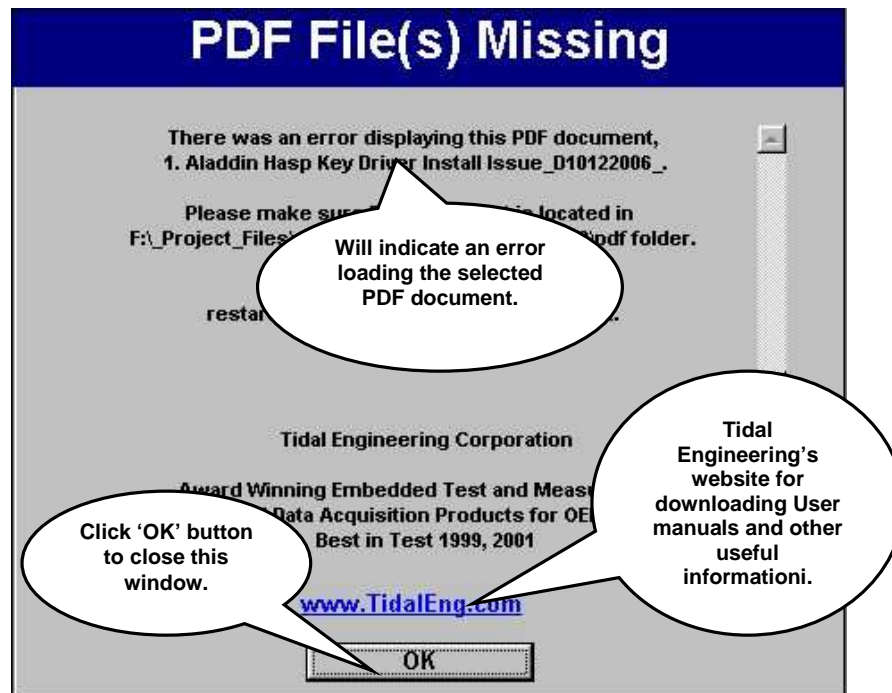 PDF File(s) Missing
There was an error displaying this PDF document,
1. Aladdin Hasp Key Driver Install Issue_D10122006_.
Please make sure located in
F:\_Project_Files\ \pdf folder.
restar
Will indicate an error
loading the selected
PDF document.
Tidal Engineering Corporation
Award Winning Embedded Test and Measu
Data Acquisition Products for OE
Best in Test 1999, 2001
www.TidalEng.com
OK
Click ‘OK’ button
to close this
window.
Tidal
Engineering’s
website for
downloading User
manuals and other
useful
informationi.